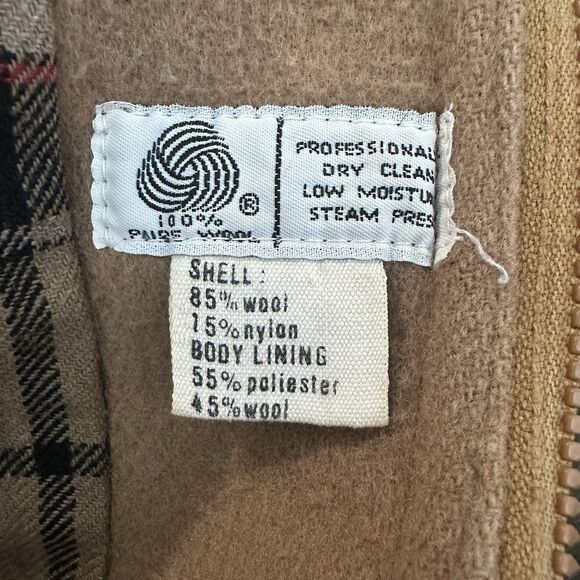 100% ®
PURE WOOL
PROFESSIONAL
DRY CLEAN
LOW MOISTU
STEAM PRES
SHELL:
85% wool
15% nylon
BODY LINING
55% poliester
45% wool